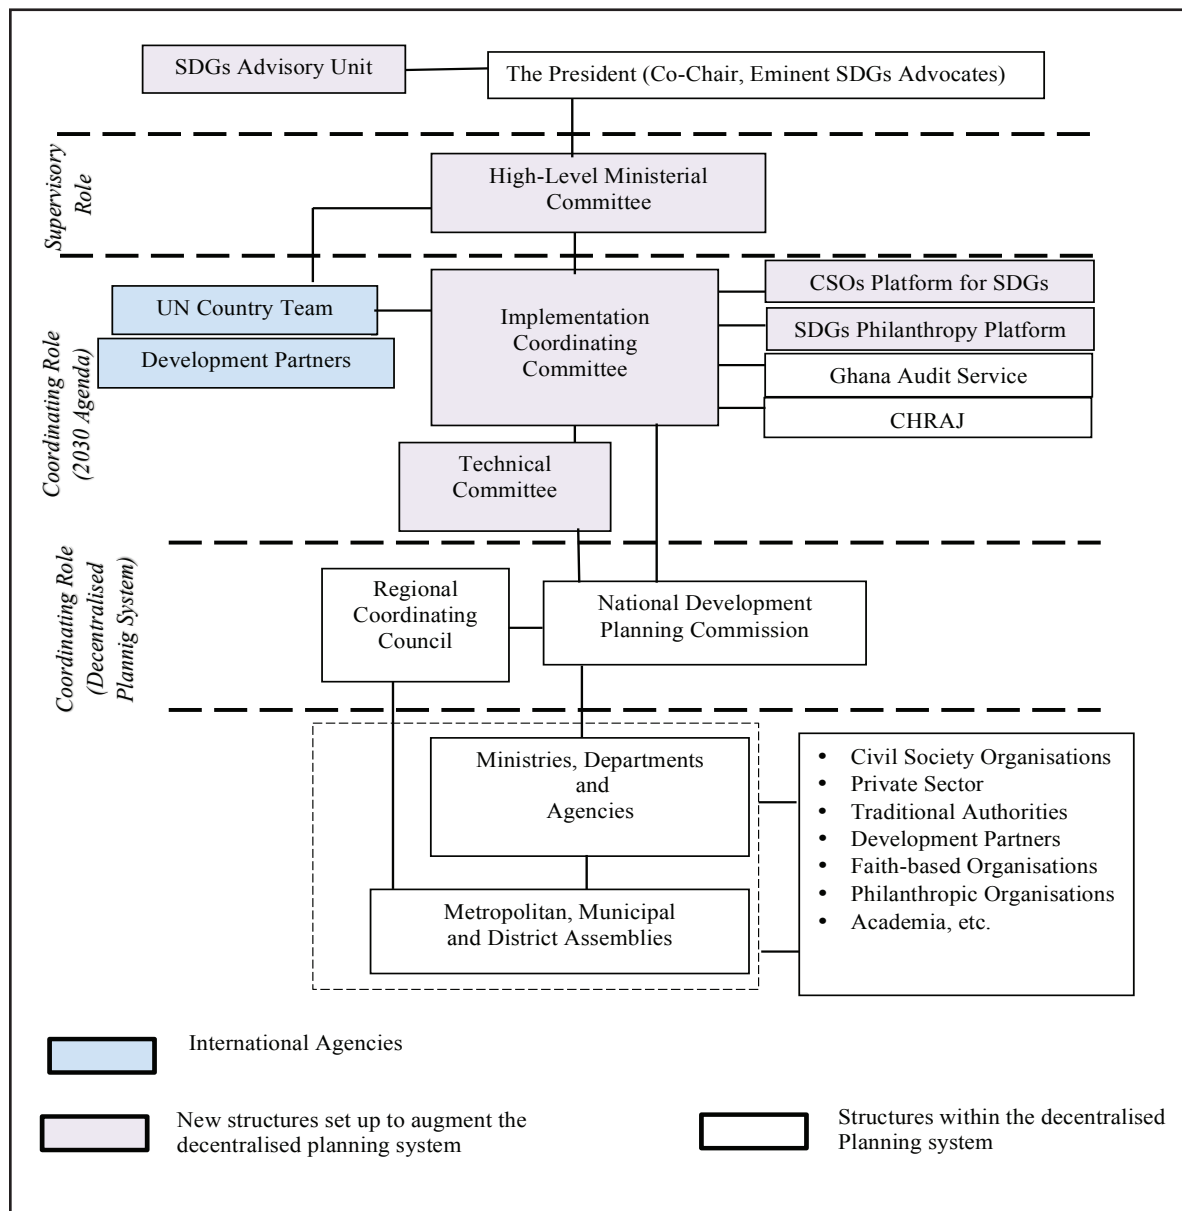 SDGs Advisory Unit
The President (Co-Chair, Eminent SDGs Advocates)
Supervisory
Role
High-Level Ministerial
Committee
Coordinating Role
(2030 Agenda)
UN Country Team
Development Partners
Implementation
Coordinating
Committee
CSOs Platform for SDGs
SDGs Philanthropy Platform
Ghana Audit Service
CHRAJ
Technical
Committee
Coordinating Role
(Decentralised
Plannig System)
Regional
Coordinating
Council
National Development
Planning Commission
Ministries, Departments
and
Agencies
Metropolitan, Municipal
and District Assemblies
• Civil Society Organisations
• Private Sector
• Traditional Authorities
• Development Partners
• Faith-based Organisations
• Philanthropic Organisations
• Academia, etc.
International Agencies
New structures set up to augment the
decentralised planning system
Structures within the decentralised
Planning system